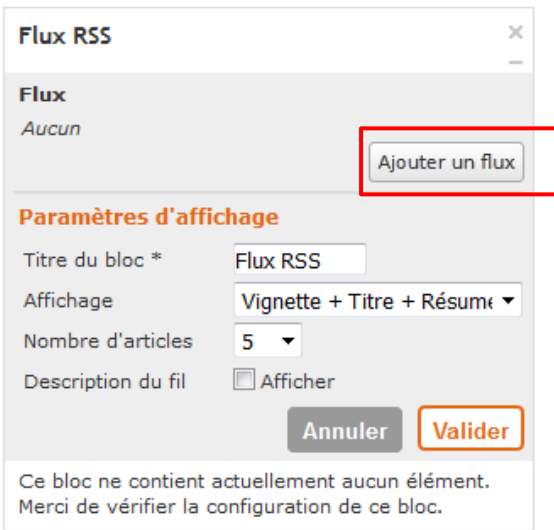 Flux RSS
Flux
Aucun
Ajouter un flux
Paramètres d'affichage
Titre du bloc * Flux RSS
Affichage Vignette + Titre + Résume
Nombre d'articles 5
Description du fil Afficher
Annuler Valider
Ce bloc ne contient actuellement aucun élément.
Merci de vérifier la configuration de ce bloc.